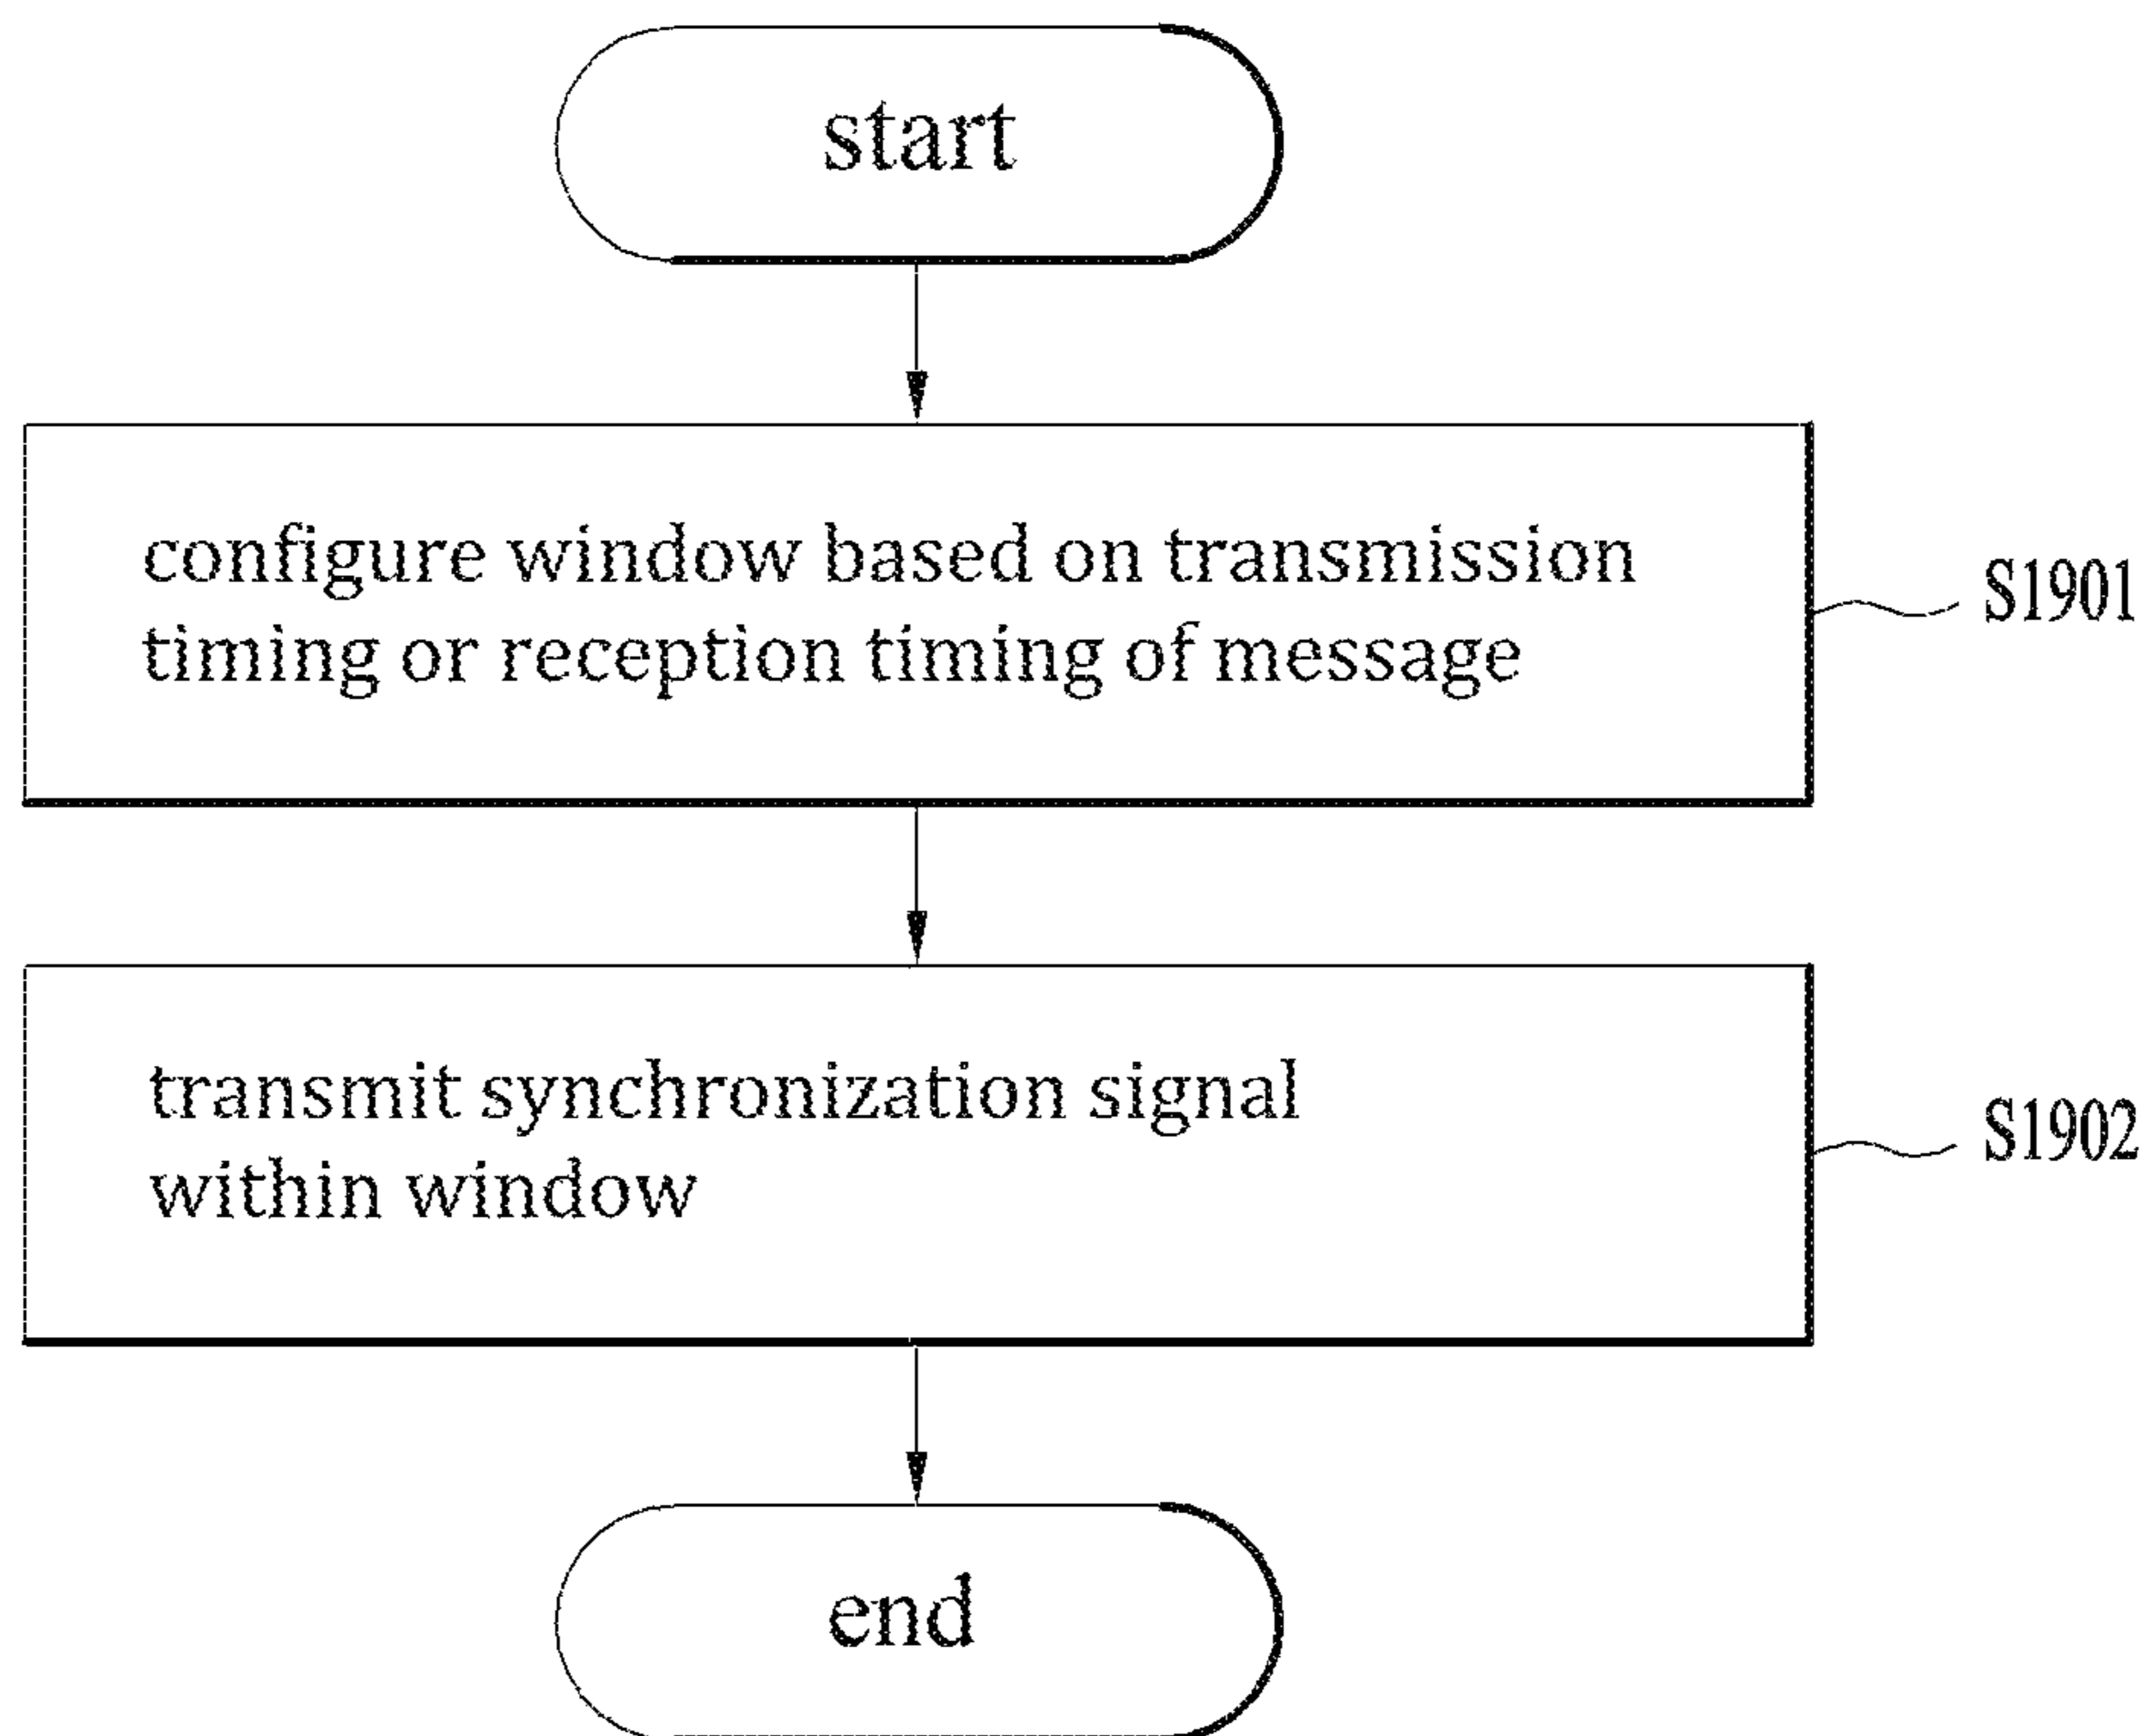 start
configure window based on transmission
timing or reception timing of message
S1901
transmit synchronization signal
within window
S1902
end